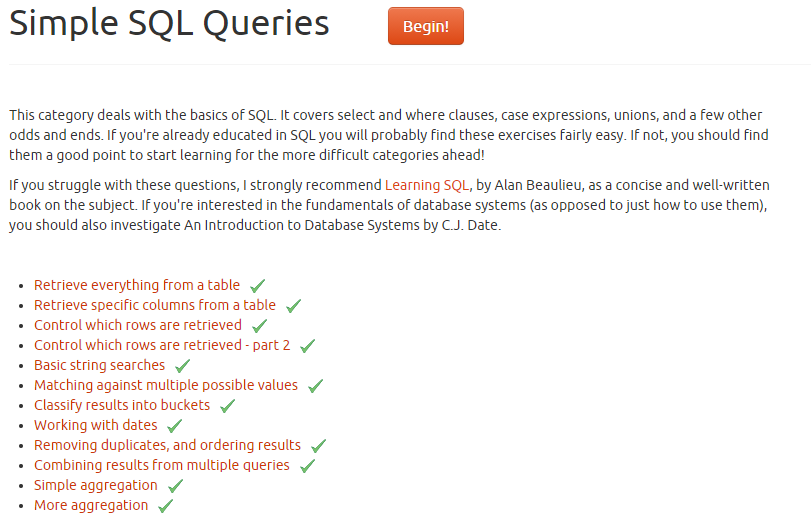 Simple SQL Queries
Begin!
This category deals with the basics of SQL. It covers select and where clauses, case expressions, unions, and a few other
odds and ends. If you're already educated in SQL you will probably find these exercises fairly easy. If not, you should find
them a good point to start learning for the more difficult categories ahead!
If you struggle with these questions, I strongly recommend Learning SQL, by Alan Beaulieu, as a concise and well-written
book on the subject. If you're interested in the fundamentals of database systems (as opposed to just how to use them),
you should also investigate An Introduction to Database Systems by C.J. Date.
Retrieve everything from a table
Retrieve specific columns from a table
Control which rows are retrieved
Control which rows are retrieved - part 2
Basic string searches
Matching against multiple possible values
Classify results into buckets
Working with dates
Removing duplicates, and ordering results
Combining results from multiple queries
Simple aggregation
More aggregation